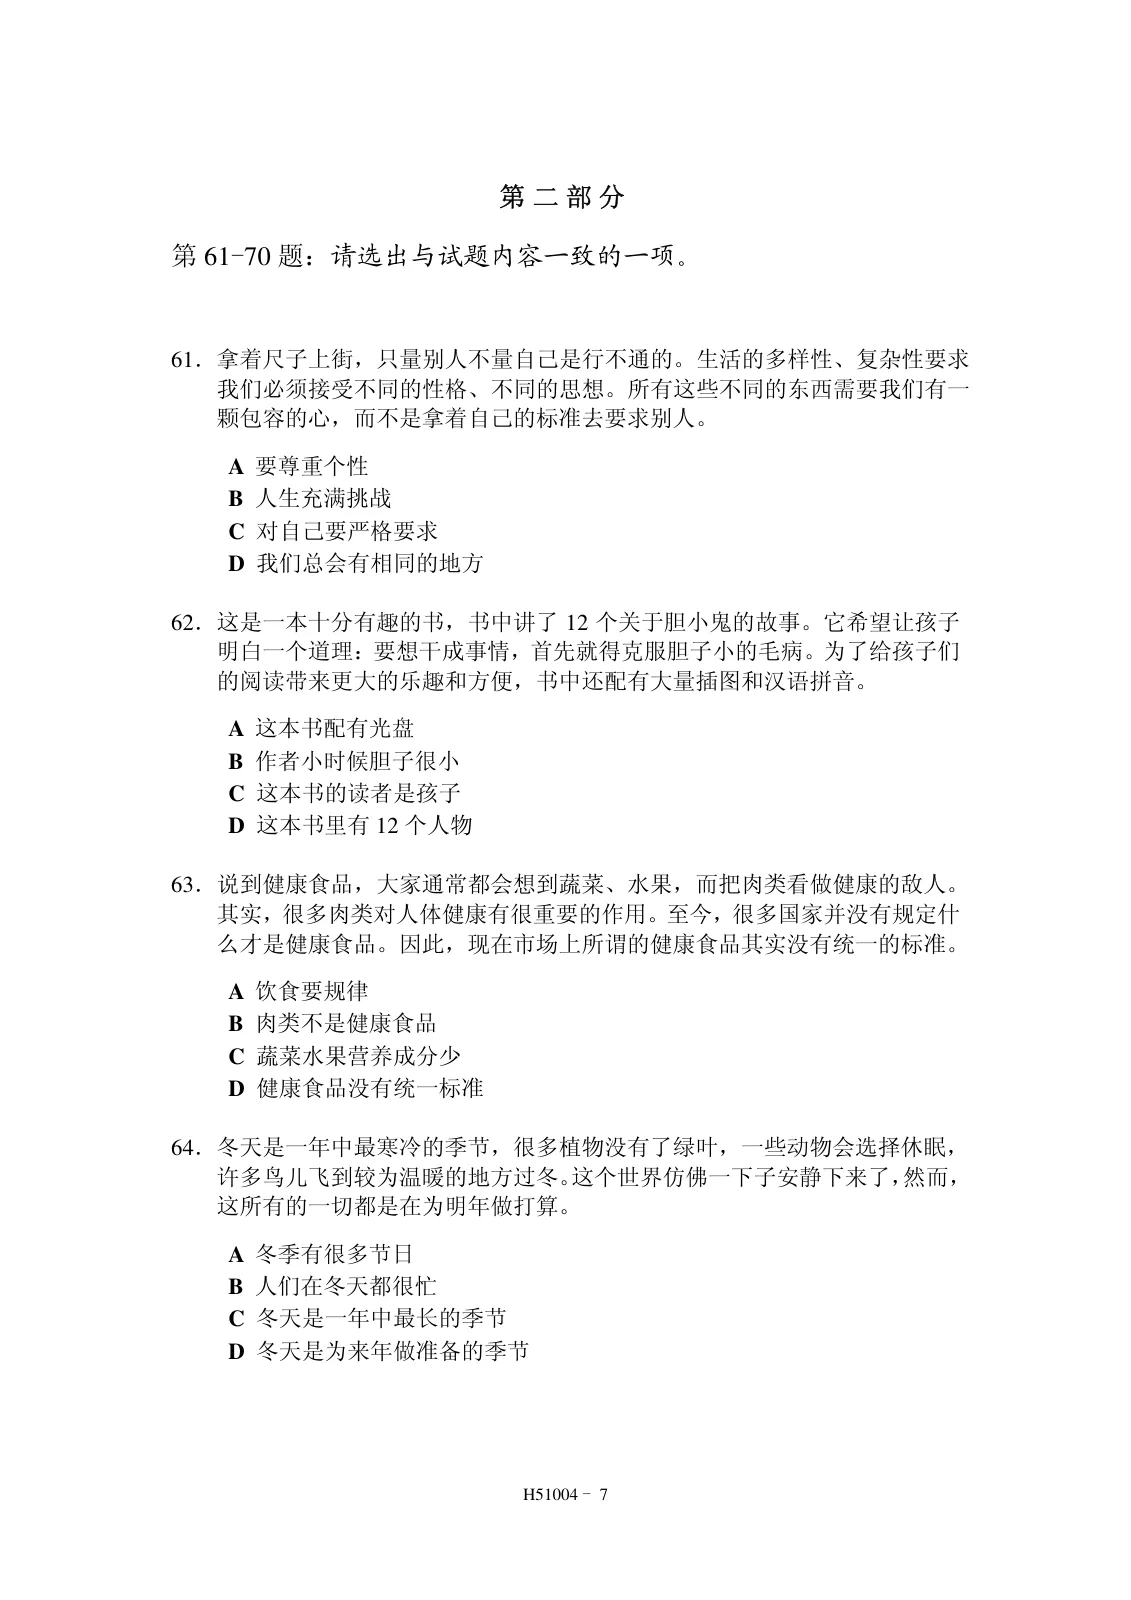 第二部分
第 61-70 题：请选出与试题内容一致的一项。
61．拿着尺子上街，只量别人不量自己是行不通的。生活的多样性、复杂性要求
我们必须接受不同的性格、不同的思想。所有这些不同的东西需要我们有一
颗包容的心，而不是拿着自己的标准去要求别人。
A 要尊重个性
B 人生充满挑战
C 对自己要严格要求
D 我们总会有相同的地方
62．这是一本十分有趣的书，书中讲了 12 个关于胆小鬼的故事。它希望让孩子
明白一个道理：要想干成事情，首先就得克服胆子小的毛病。为了给孩子们
的阅读带来更大的乐趣和方便，书中还配有大量插图和汉语拼音。
A 这本书配有光盘
B 作者小时候胆子很小
C 这本书的读者是孩子
D 这本书里有 12 个人物
63．说到健康食品，大家通常都会想到蔬菜、水果，而把肉类看做健康的敌人。
其实，很多肉类对人体健康有很重要的作用。至今，很多国家并没有规定什
么才是健康食品。因此，现在市场上所谓的健康食品其实没有统一的标准。
A 饮食要规律
B 肉类不是健康食品
C 蔬菜水果营养成分少
D 健康食品没有统一标准
64．冬天是一年中最寒冷的季节，很多植物没有了绿叶，一些动物会选择休眠，
许多鸟儿飞到较为温暖的地方过冬。这个世界仿佛一下子安静下来了，然而，
这所有的一切都是在为明年做打算。
A 冬季有很多节日
B 人们在冬天都很忙
C 冬天是一年中最长的季节
D 冬天是为来年做准备的季节
H51004－ 7